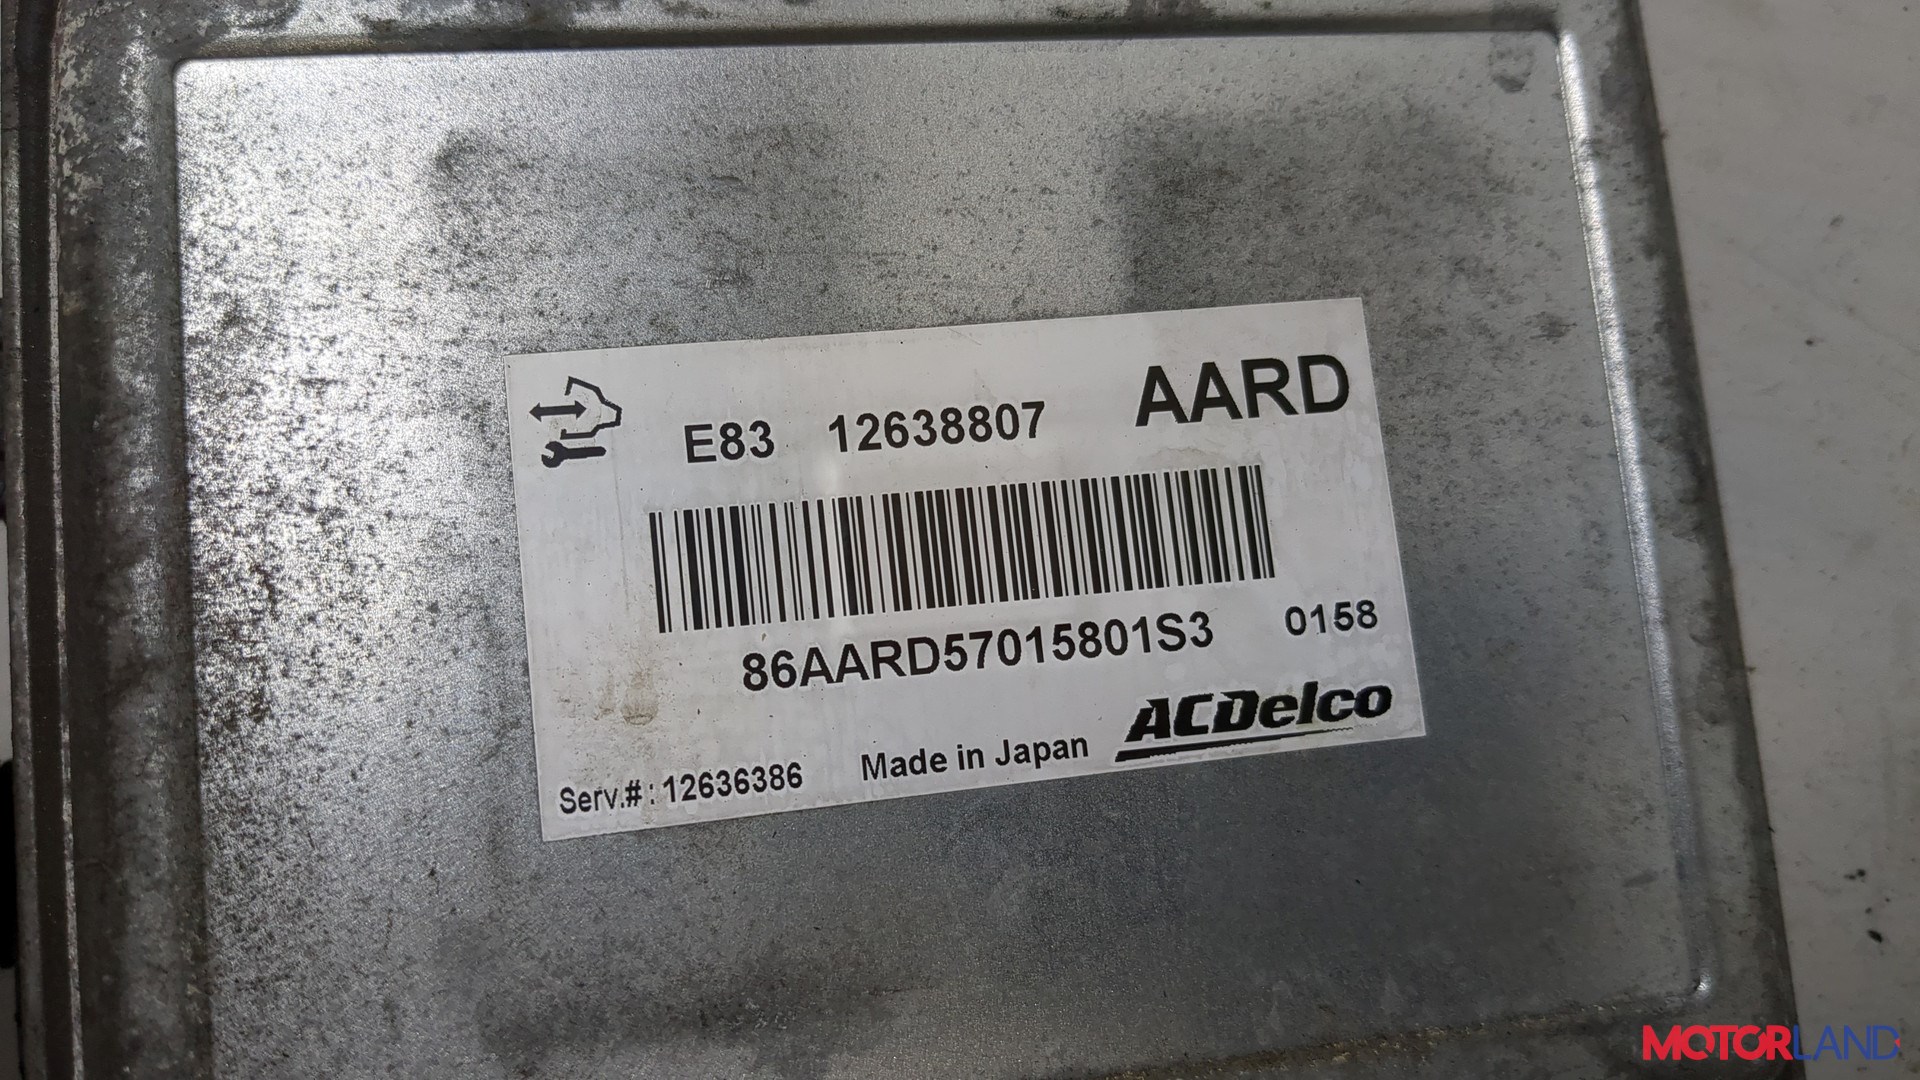 E83 12638807 AARD
86AARD57015801S3 0158
ACDelco
Serv.#: 12636386 Made in Japan
MOTORLAND